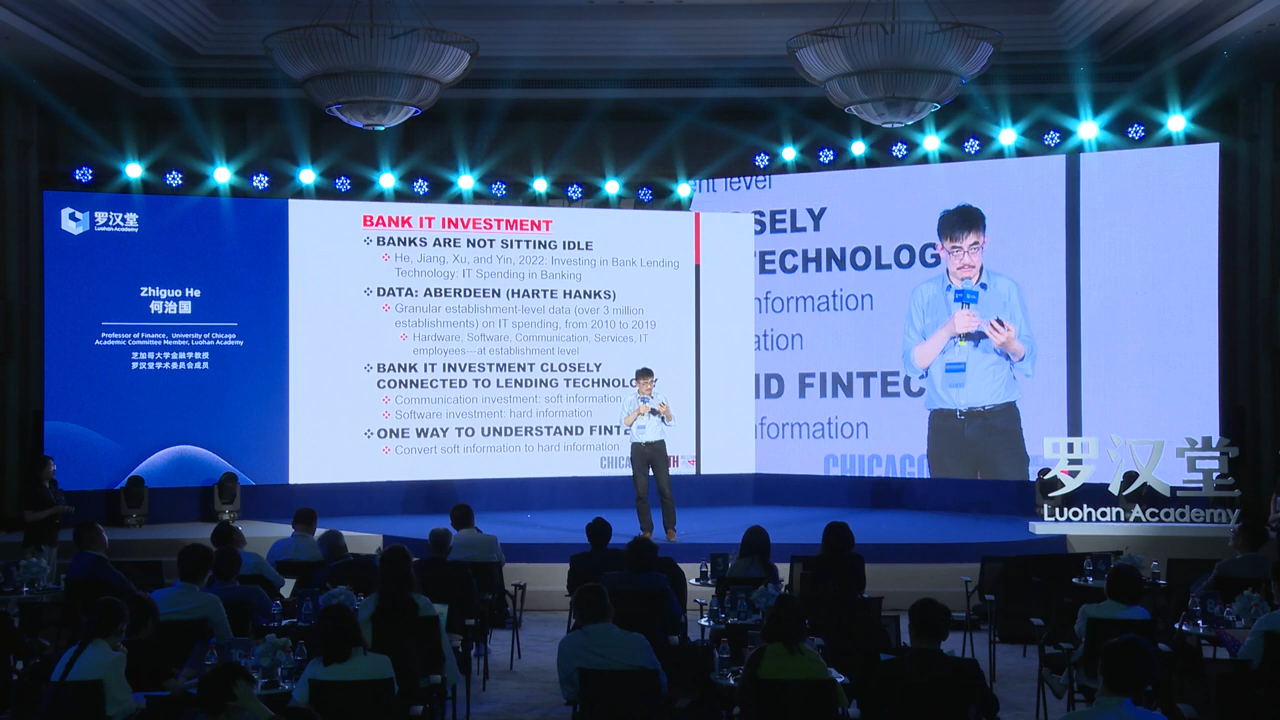 罗汉堂
Luohan Academy
Zhiguo He
何治国
Professor of Finance, University of Chicago
Academic Committee Member, Luohan Academy
芝加哥大学金融学教授
罗汉堂学术委员会成员
BANK IT INVESTMENT
BANKS ARE NOT SITTING IDLE
He, Jiang, Xu, and Yin, 2022: Investing in Bank Lending
Technology: IT Spending in Banking
DATA: ABERDEEN (HARTE HANKS)
Granular establishment-level data (over 3 million
establishments) on IT spending, from 2010 to 2019
Hardware, Software, Communication, Services, IT
employees---at establishment level
BANK IT INVESTMENT CLOSELY
CONNECTED TO LENDING TECHNOLO
Communication investment: soft information
Software investment: hard information
ONE WAY TO UNDERSTAND FINTE
Convert soft information to hard information
CHICAGO TH
nt level
OSELY
TECHNOLOG
nformation
ation
ND FINTEC
nformation
CHICAGO
罗汉堂
Luohan Academy